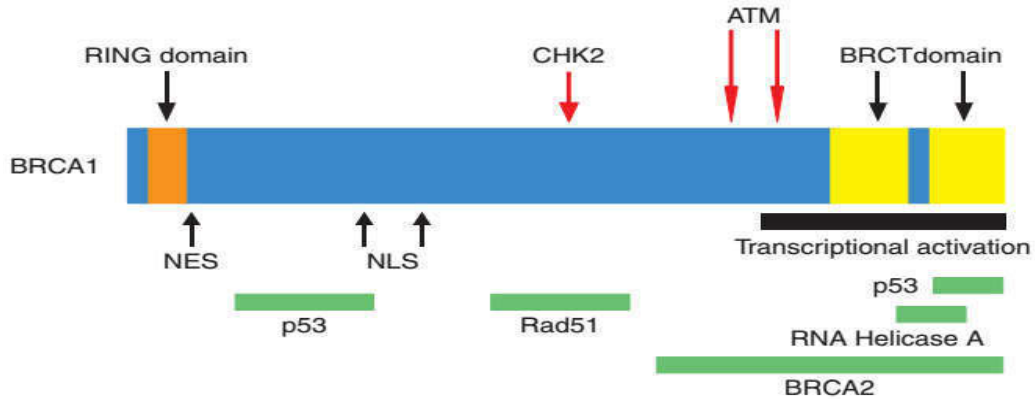 ATM
RING domain
CHK2
BRCTdomain
BRCA1
NES
NLS
Transcriptional activation
p53
p53
Rad51
RNA Helicase A
BRCA2